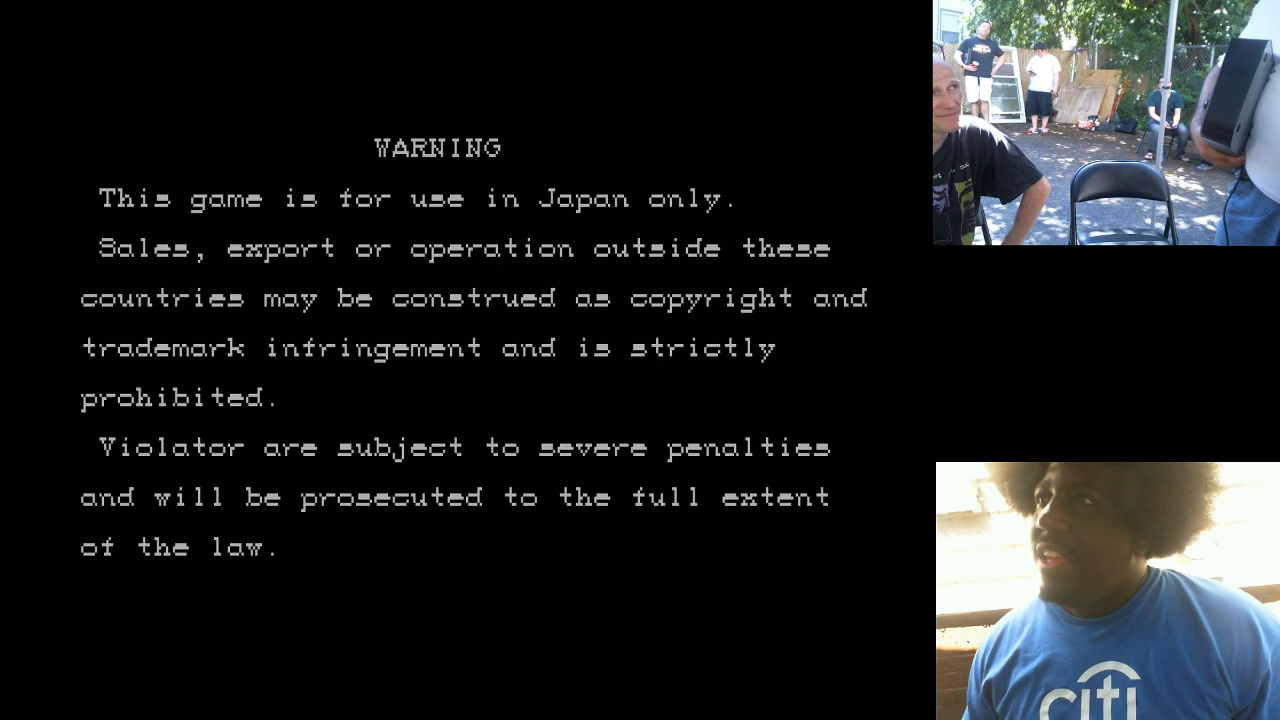 WARNING
This game is for use in Japan only.
Sales, export or operation outside these
countries may be construed as copyright and
trademark infringement and is strictly
prohibited.
Violator are subject to severe penalties
and will be prosecuted to the full extent
of the law.
citi